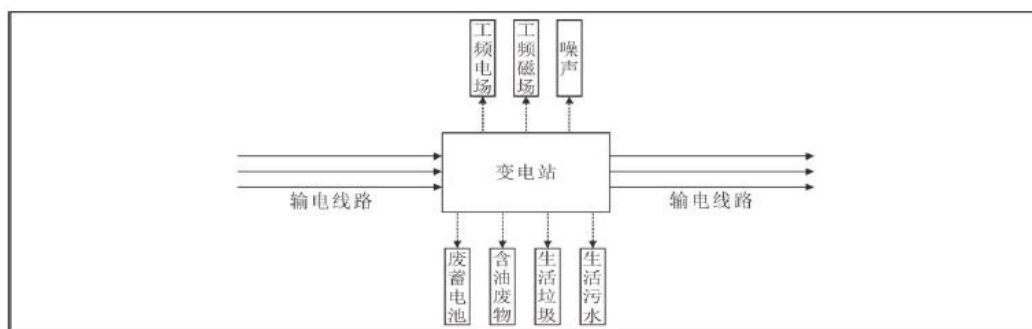 工频电场
工频磁场
噪声
变电站
输电线路
输电线路
废蓄电池
含油废物
生活垃圾
生活污水